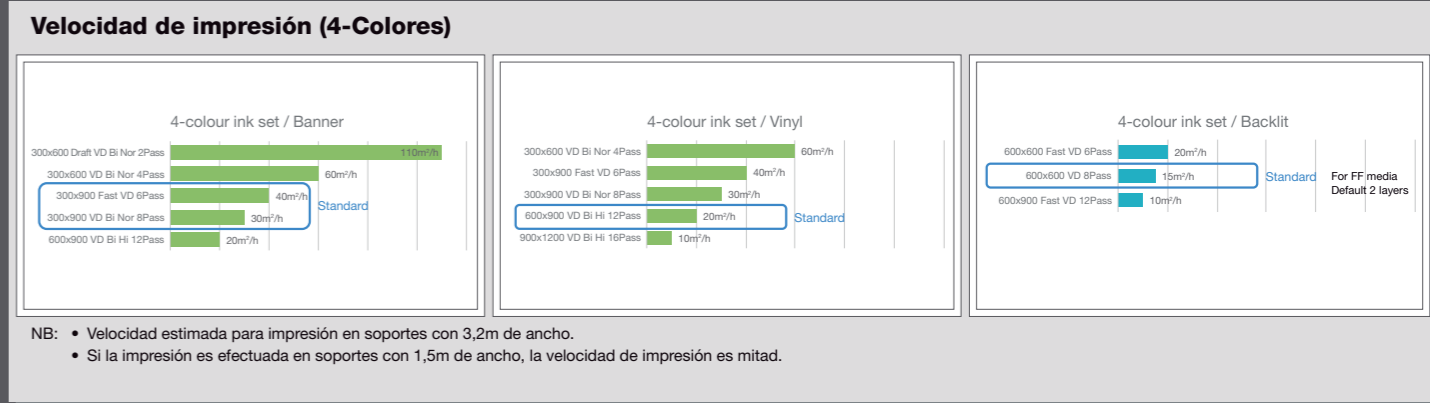 Velocidad de impresión (4-Colores)
4-colour ink set / Banner
300x600 Draft VD Bi Nor 2Pass 110m²/h
300x600 VD Bi Nor 4Pass 60m²/h
300x900 Fast VD 6Pass 40m²/h
Standard
300x900 VD Bi Nor 8Pass 30m²/h
600x900 VD Bi Hi 12Pass 20m²/h
4-colour ink set / Vinyl
300x600 VD Bi Nor 4Pass 60m²/h
300x900 Fast VD 6Pass 40m²/h
300x900 VD Bi Nor 8Pass 30m²/h
600x900 VD Bi Hi 12Pass 20m²/h Standard
900x1200 VD Bi Hi 16Pass 10m²/h
4-colour ink set / Backlit
600x600 Fast VD 6Pass 20m²/h
600x600 VD 8Pass 15m²/h Standard For FF media
Default 2 layers
600x900 Fast VD 12Pass 10m²/h
NB: • Velocidad estimada para impresión en soportes con 3,2m de ancho.
• Si la impresión es efectuada en soportes con 1,5m de ancho, la velocidad de impresión es mitad.